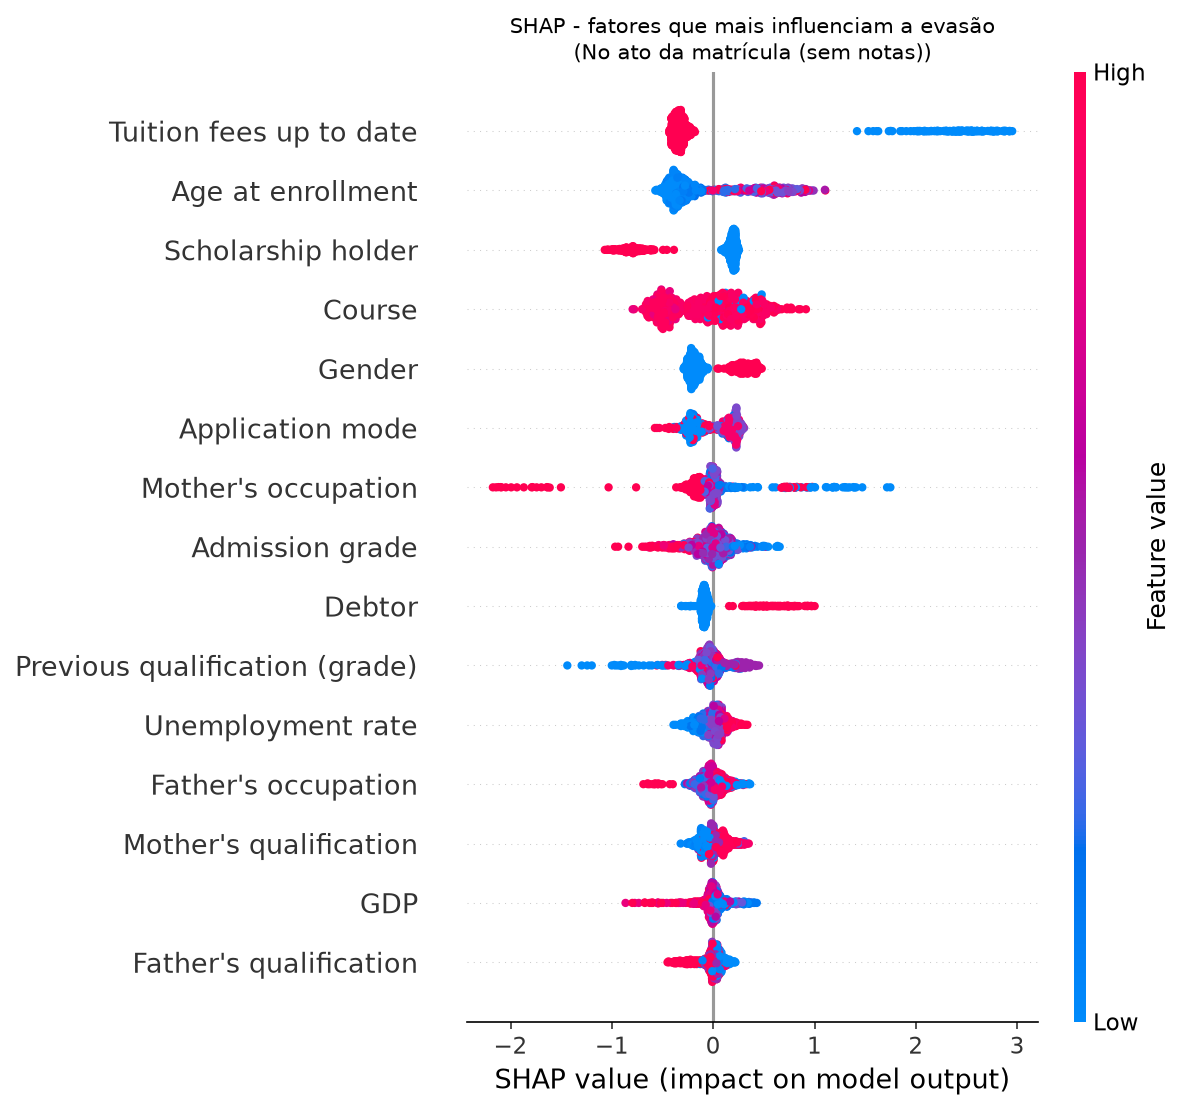 SHAP - fatores que mais influenciam a evasão
(No ato da matrícula (sem notas))
High
Tuition fees up to date
Age at enrollment
Scholarship holder
Course
Gender
Application mode
Mother's occupation
Admission grade
Debtor
Previous qualification (grade)
Unemployment rate
Father's occupation
Mother's qualification
GDP
Father's qualification
Feature value
Low
−2 −1 0 1 2 3
SHAP value (impact on model output)